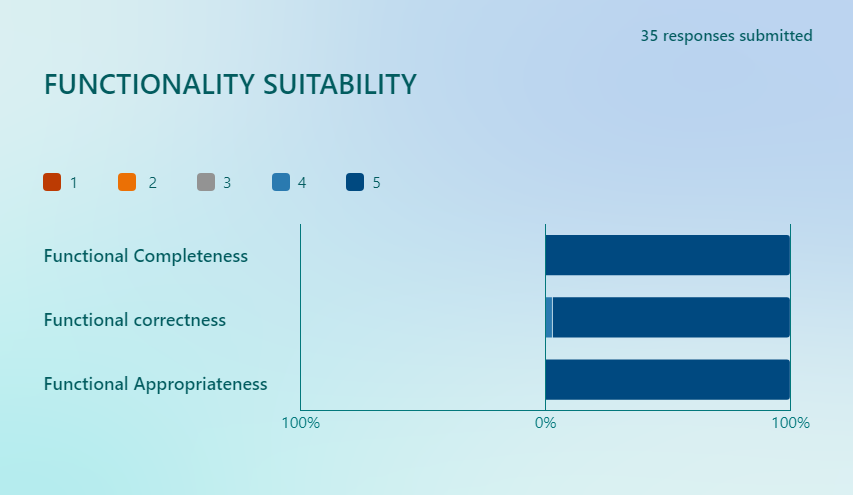 35 responses submitted
FUNCTIONALITY SUITABILITY
1 2 3 4 5
Functional Completeness
Functional correctness
Functional Appropriateness
100% 0% 100%